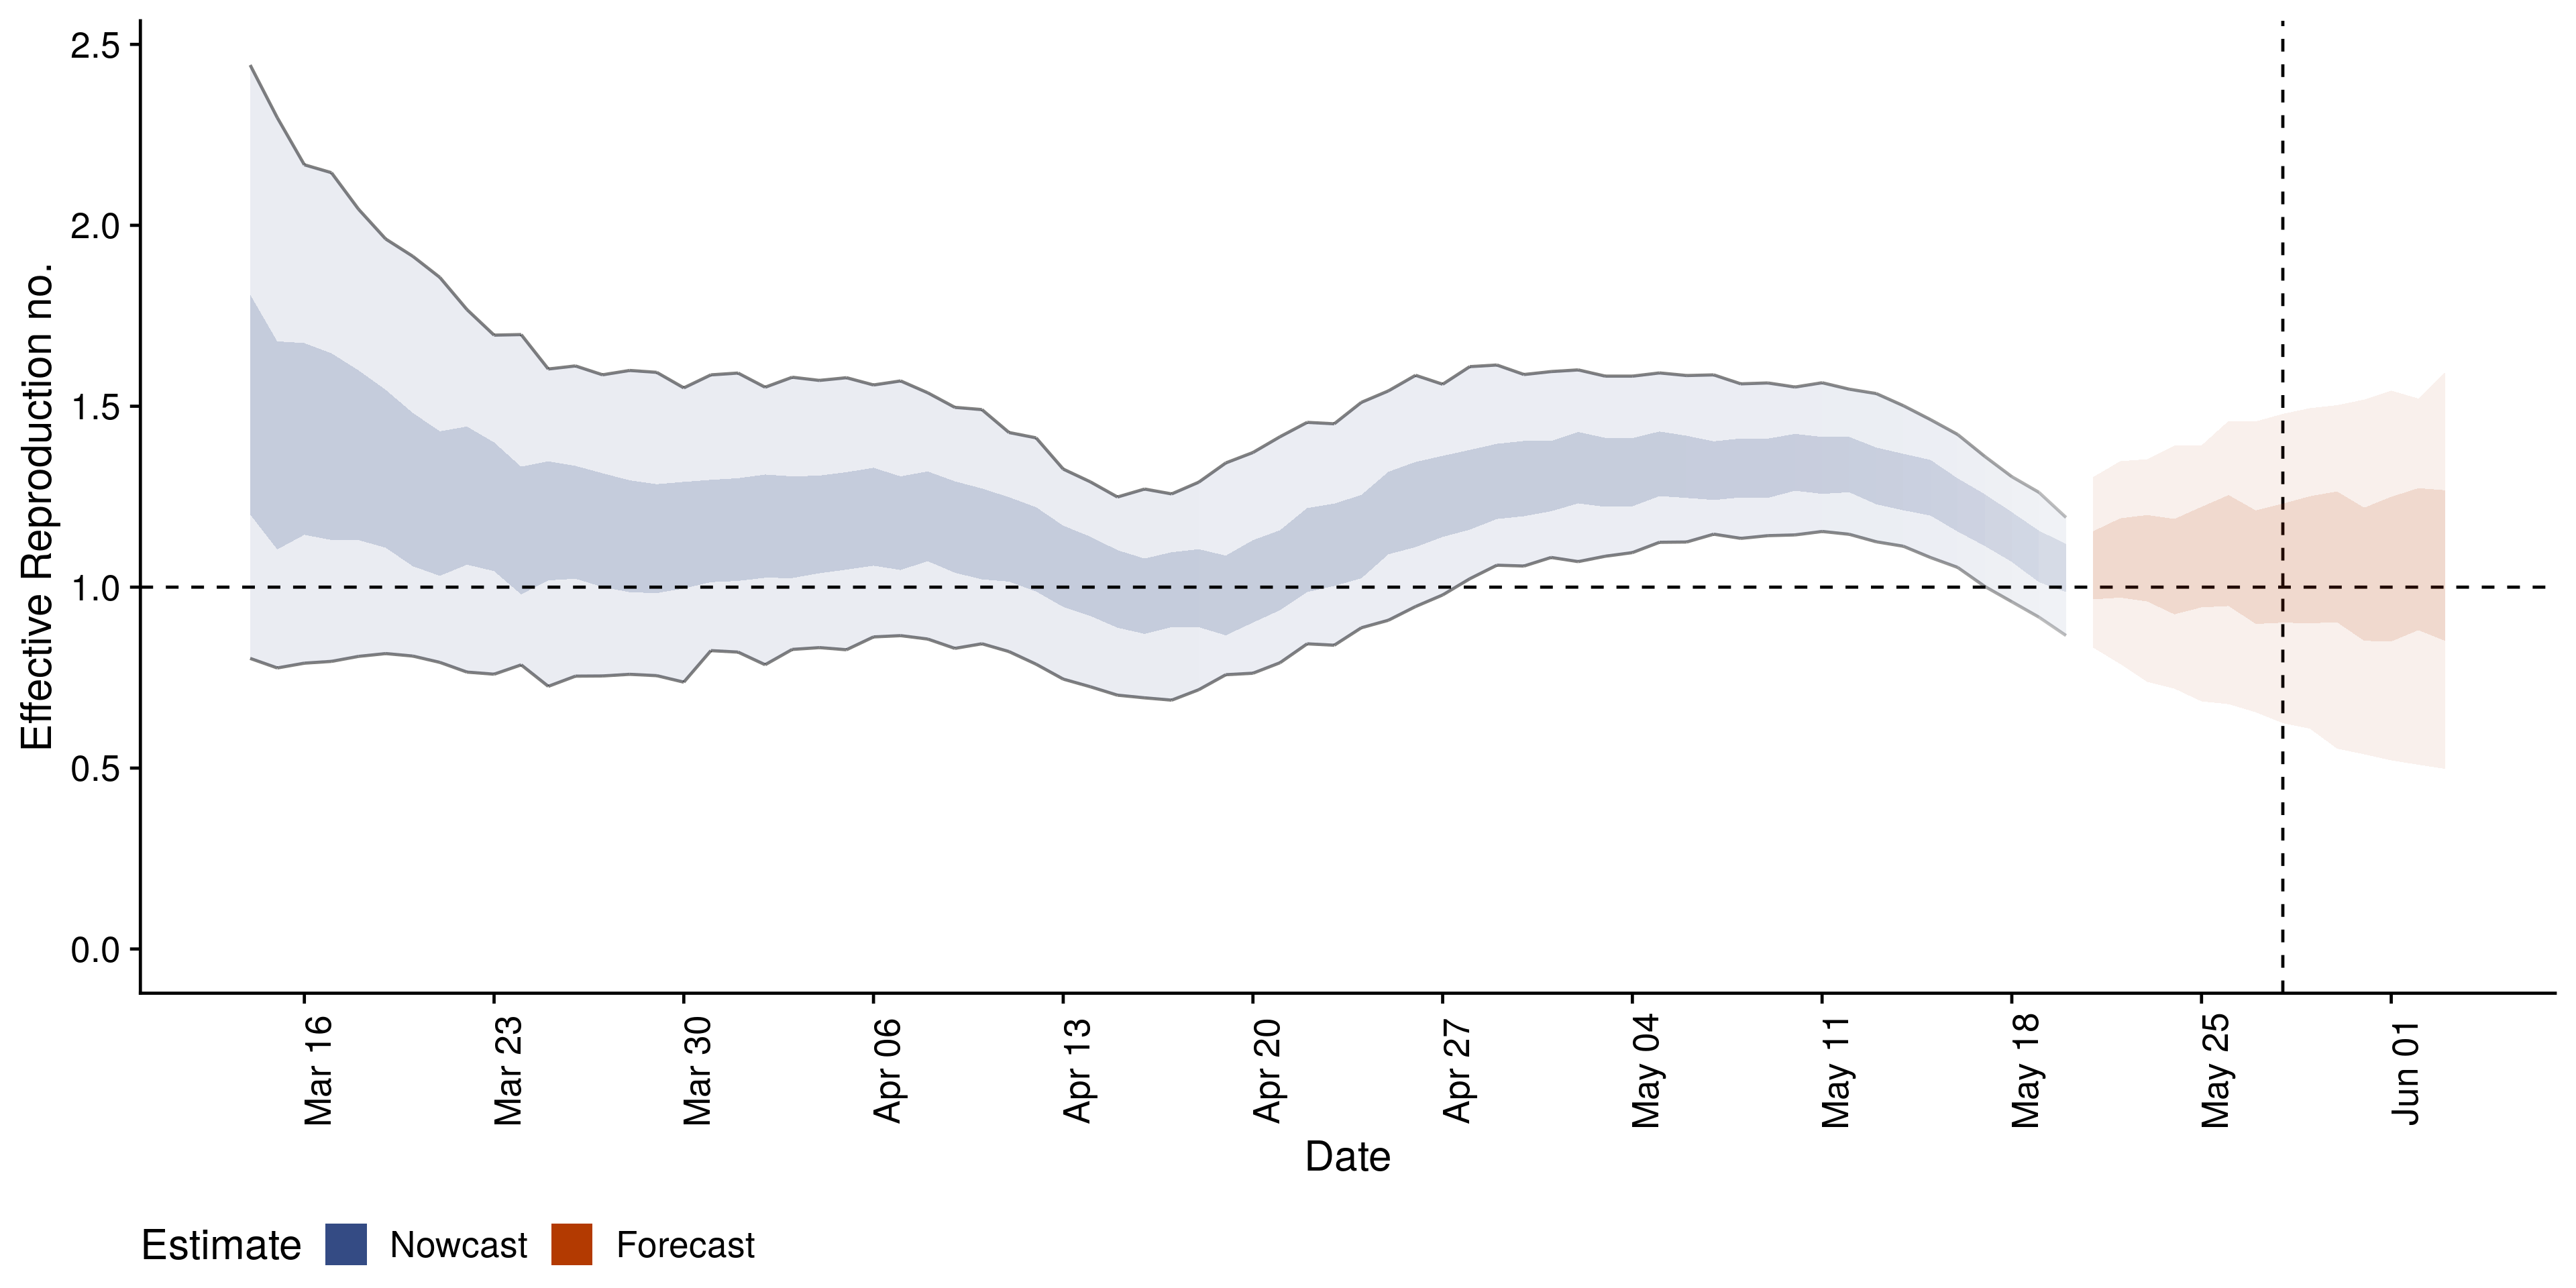 Effective Reproduction no.
2.5
2.0
1.5
1.0
0.5
0.0
Mar 16
Mar 23
Mar 30
Apr 06
Apr 13
Apr 20
Apr 27
May 04
May 11
May 18
May 25
Jun 01
Date
Estimate Nowcast Forecast